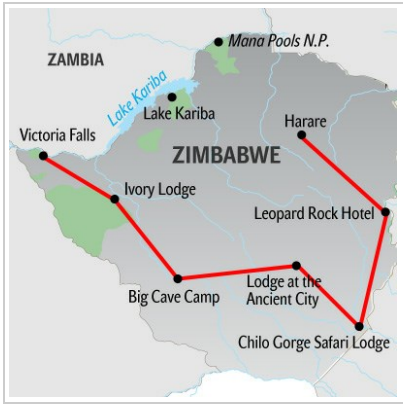 Mana Pools N.P.
ZAMBIA
Lake Kariba
Lake Kariba
Harare
Victoria Falls
ZIMBABWE
Ivory Lodge
Leopard Rock Hotel
Lodge at the
Ancient City
Big Cave Camp
Chilo Gorge Safari Lodge